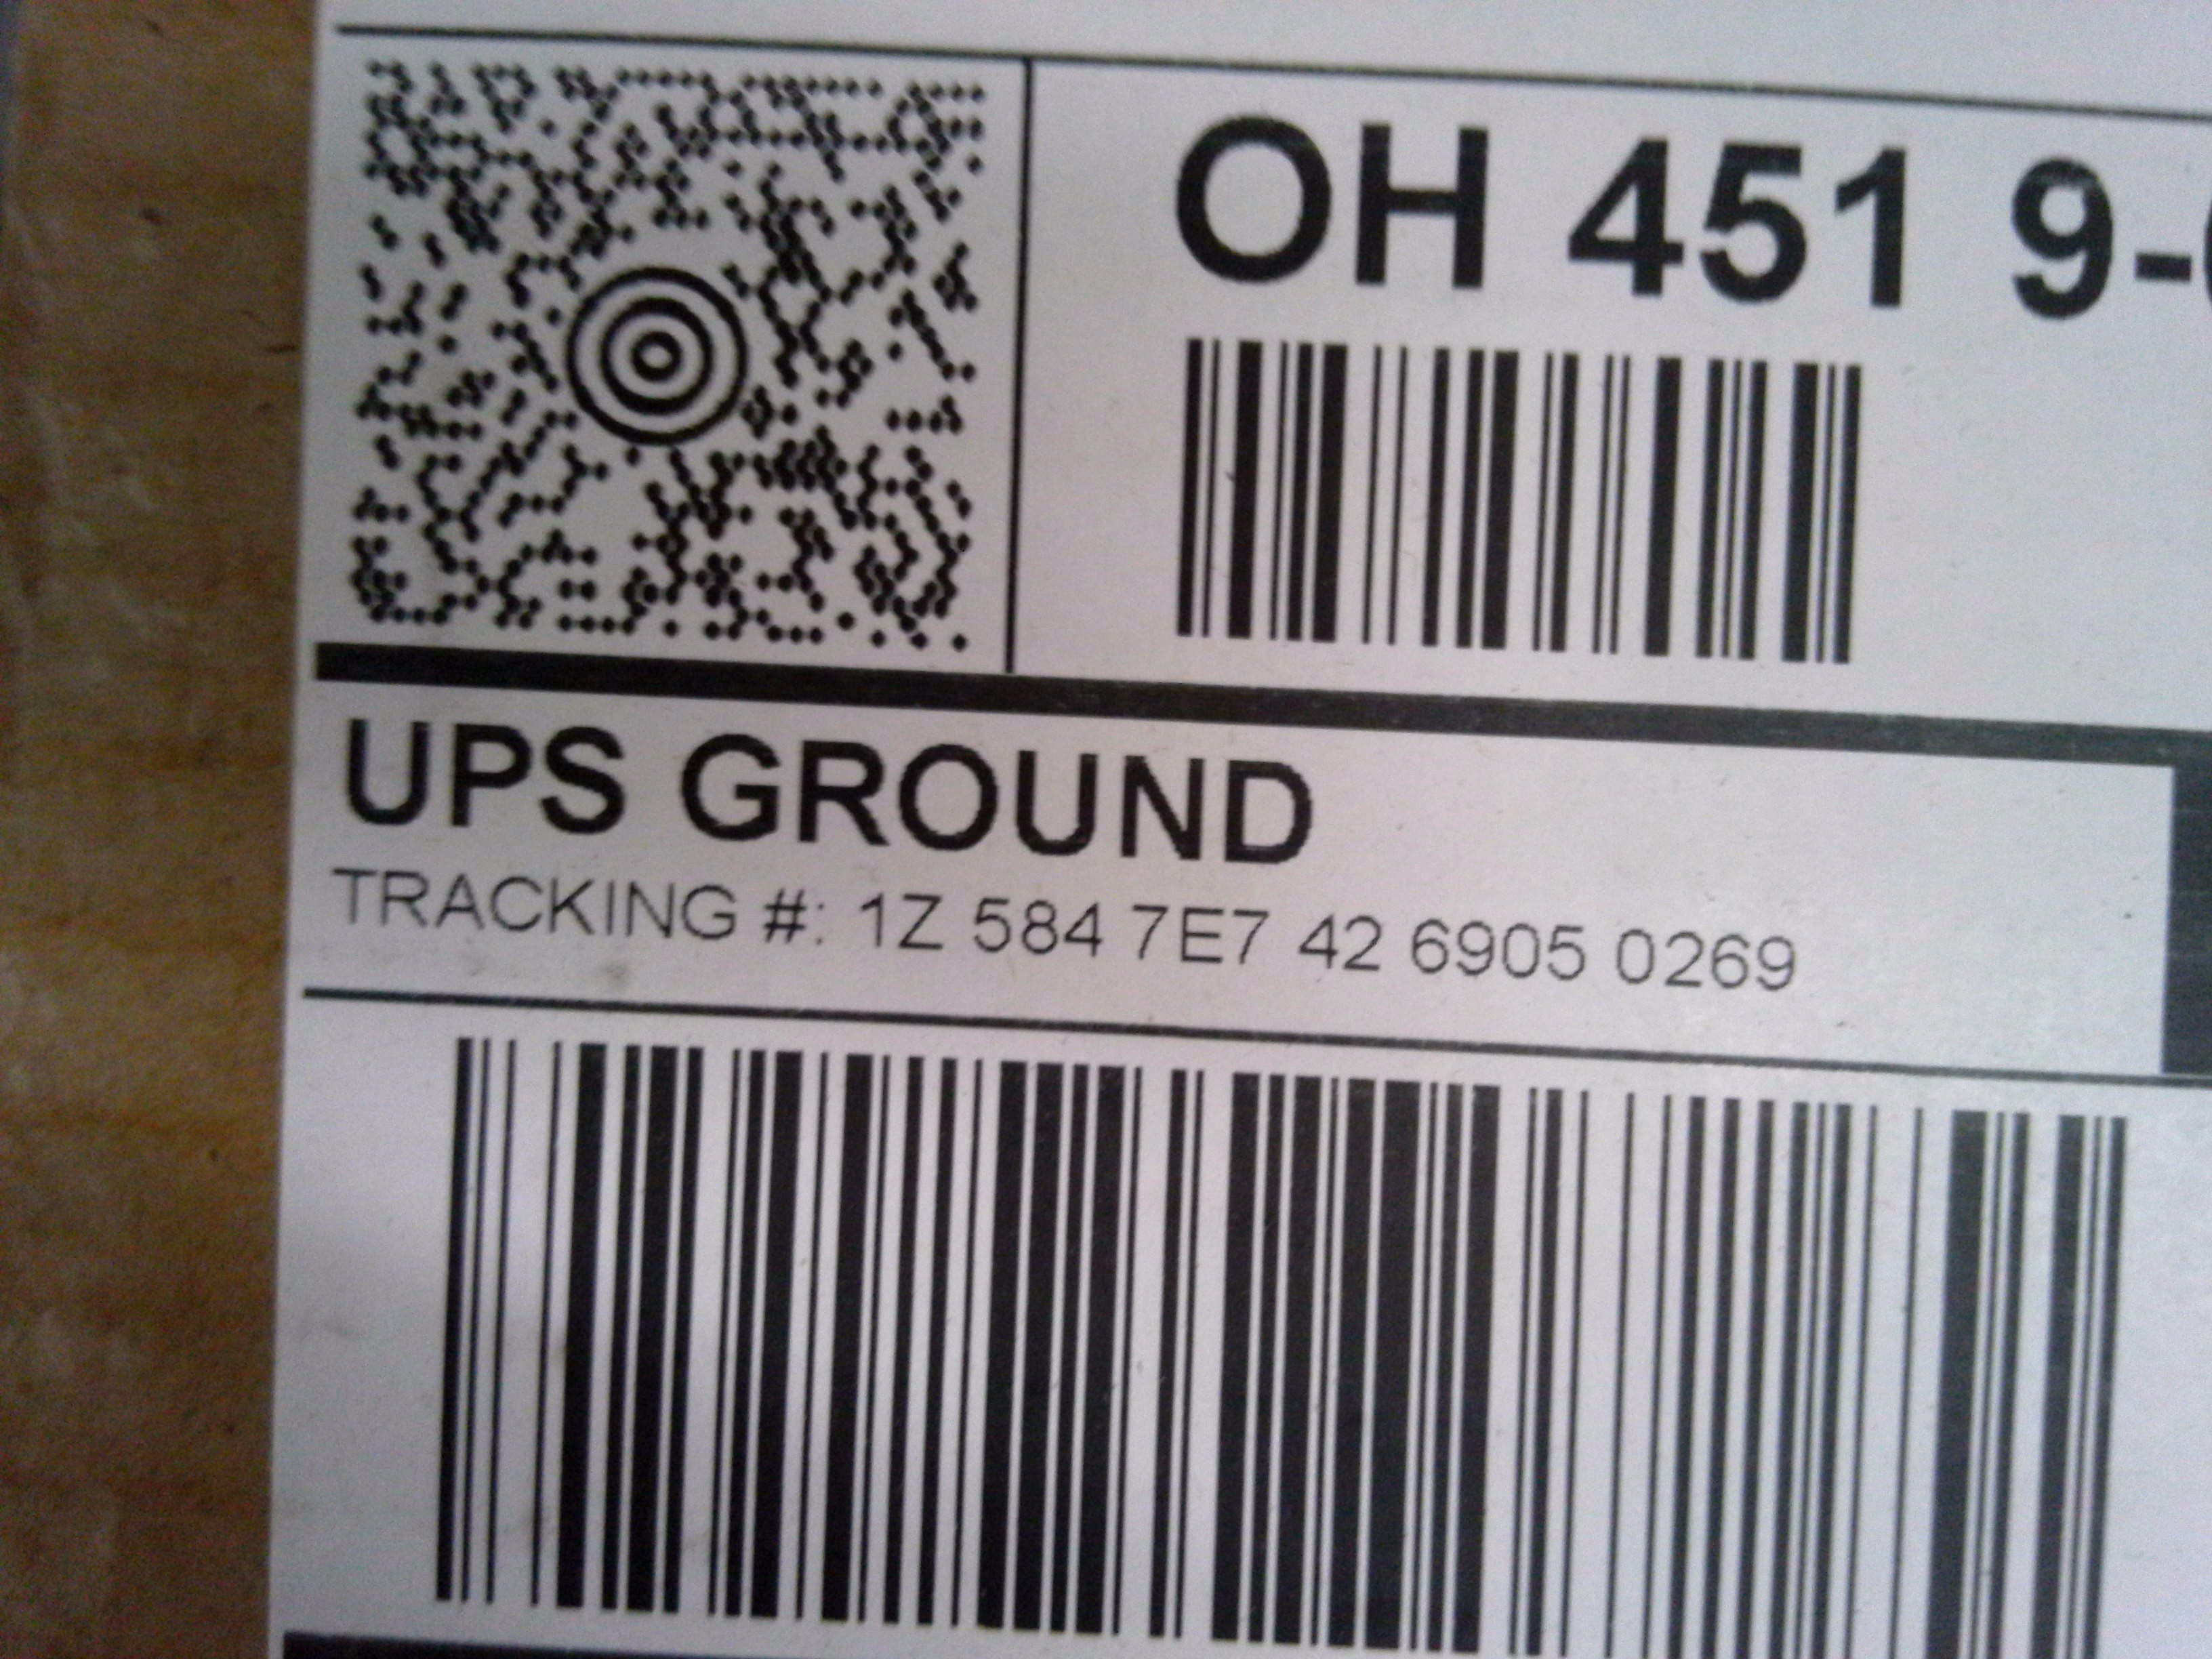 OH 451 9-
UPS GROUND
TRACKING #: 1Z 584 7E7 42 6905 0269